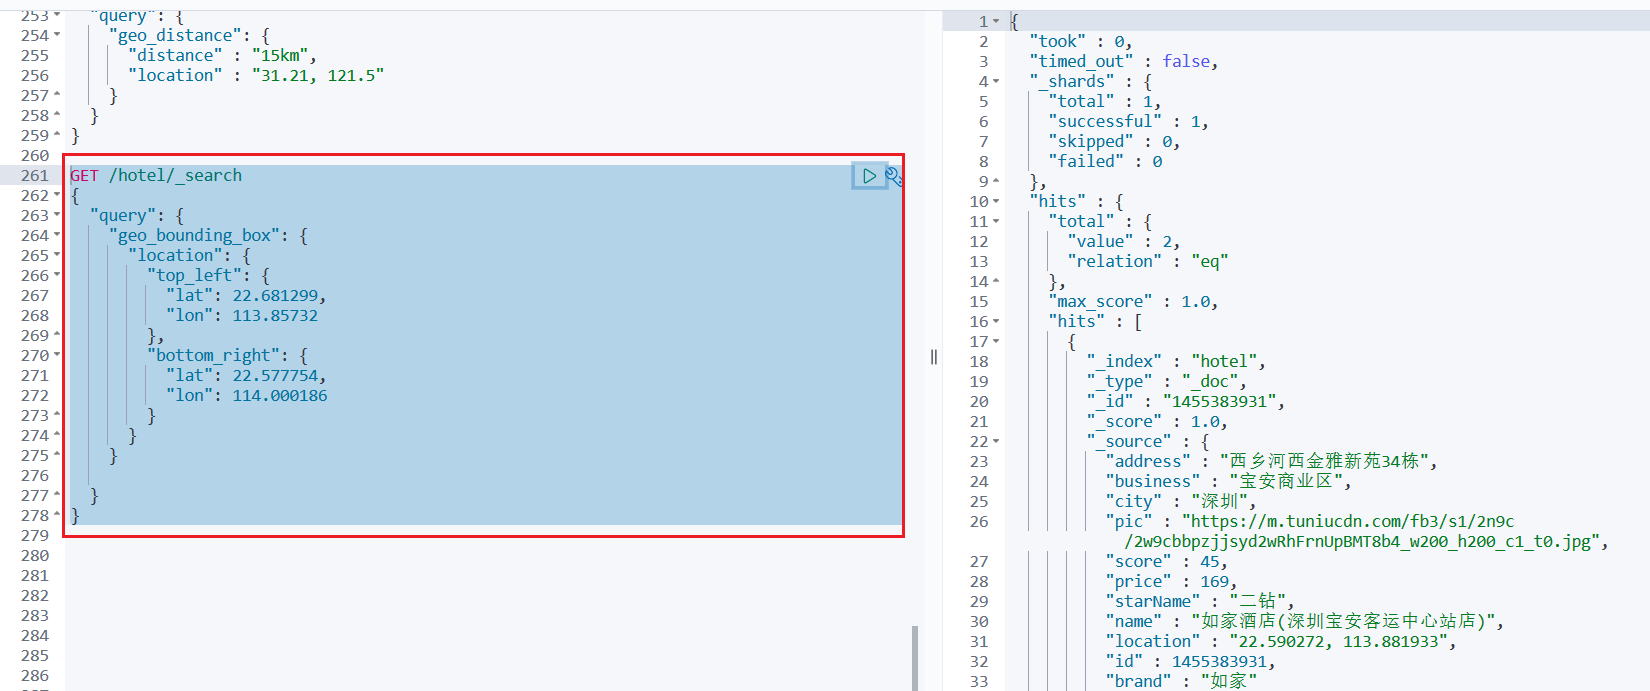 253 "query": {
254 "geo_distance": {
255 "distance" : "15km",
256 "location" : "31.21, 121.5"
257 }
258 }
259 }
260
261 GET /hotel/_search
262 {
263 "query": {
264 "geo_bounding_box": {
265 "location": {
266 "top_left": {
267 "lat": 22.681299,
268 "lon": 113.85732
269 },
270 "bottom_right": {
271 "lat": 22.577754,
272 "lon": 114.000186
273 }
274 }
275 }
276
277 }
278 }
279
280
281
282
283
284
285
286
1 {
2 "took" : 0,
3 "timed_out" : false,
4 "_shards" : {
5 "total" : 1,
6 "successful" : 1,
7 "skipped" : 0,
8 "failed" : 0
9 },
10 "hits" : {
11 "total" : {
12 "value" : 2,
13 "relation" : "eq"
14 },
15 "max_score" : 1.0,
16 "hits" : [
17 {
18 "_index" : "hotel",
19 "_type" : "_doc",
20 "_id" : "1455383931",
21 "_score" : 1.0,
22 "_source" : {
23 "address" : "西乡河西金雅新苑34栋",
24 "business" : "宝安商业区",
25 "city" : "深圳",
26 "pic" : "https://m.tuniucdn.com/fb3/s1/2n9c
/2w9cbbpzjjsyd2wRhFrnUpBMT8b4_w200_h200_c1_t0.jpg",
27 "score" : 45,
28 "price" : 169,
29 "starName" : "二钻",
30 "name" : "如家酒店(深圳宝安客运中心站店)",
31 "location" : "22.590272, 113.881933",
32 "id" : 1455383931,
33 "brand" : "如家"